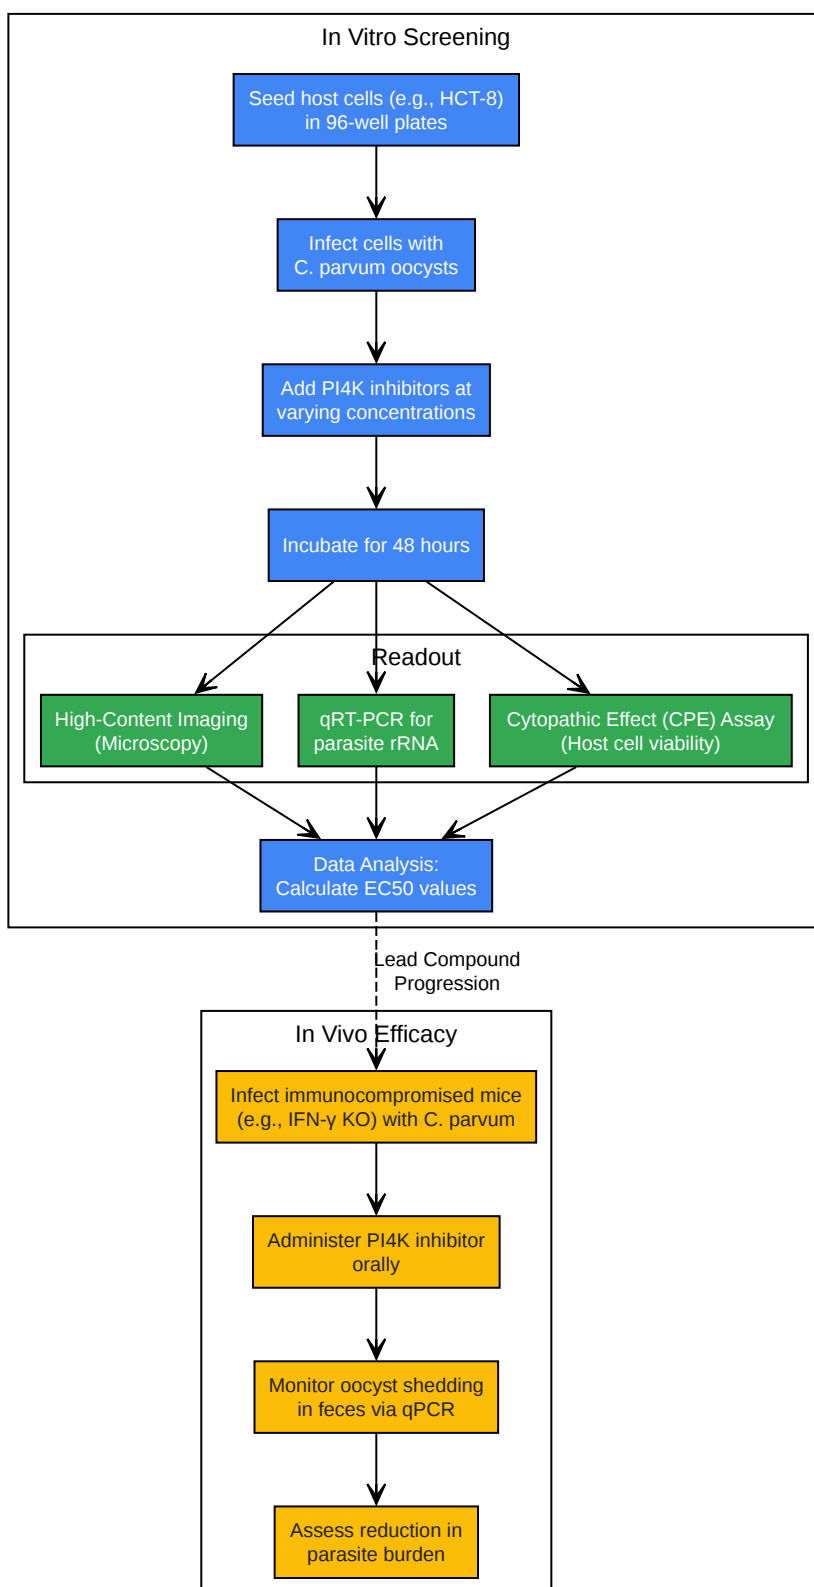 In Vitro Screening
Seed host cells (e.g., HCT-8)
in 96-well plates
Infect cells with
C. parvum oocysts
Add PI4K inhibitors at
varying concentrations
Incubate for 48 hours
Readout
High-Content Imaging
(Microscopy)
qRT-PCR for
parasite rRNA
Cytopathic Effect (CPE) Assay
(Host cell viability)
Data Analysis:
Calculate EC50 values
Lead Compound
Progression
In Vivo Efficacy
Infect immunocompromised mice
(e.g., IFN-γ KO) with C. parvum
Administer PI4K inhibitor
orally
Monitor oocyst shedding
in feces via qPCR
Assess reduction in
parasite burden